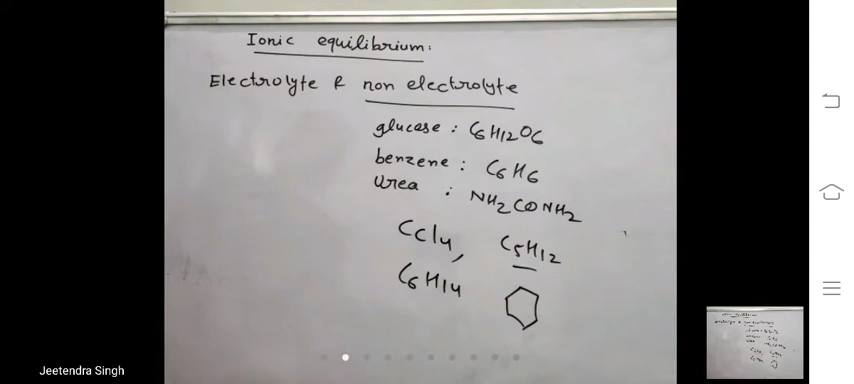 Ionic equilibrium:
Electrolyte & non electrolyte
glucose : C6H12O6
benzene : C6H6
Urea : NH2CONH2
CCl4, C5H12
C6H14
Jeetendra Singh